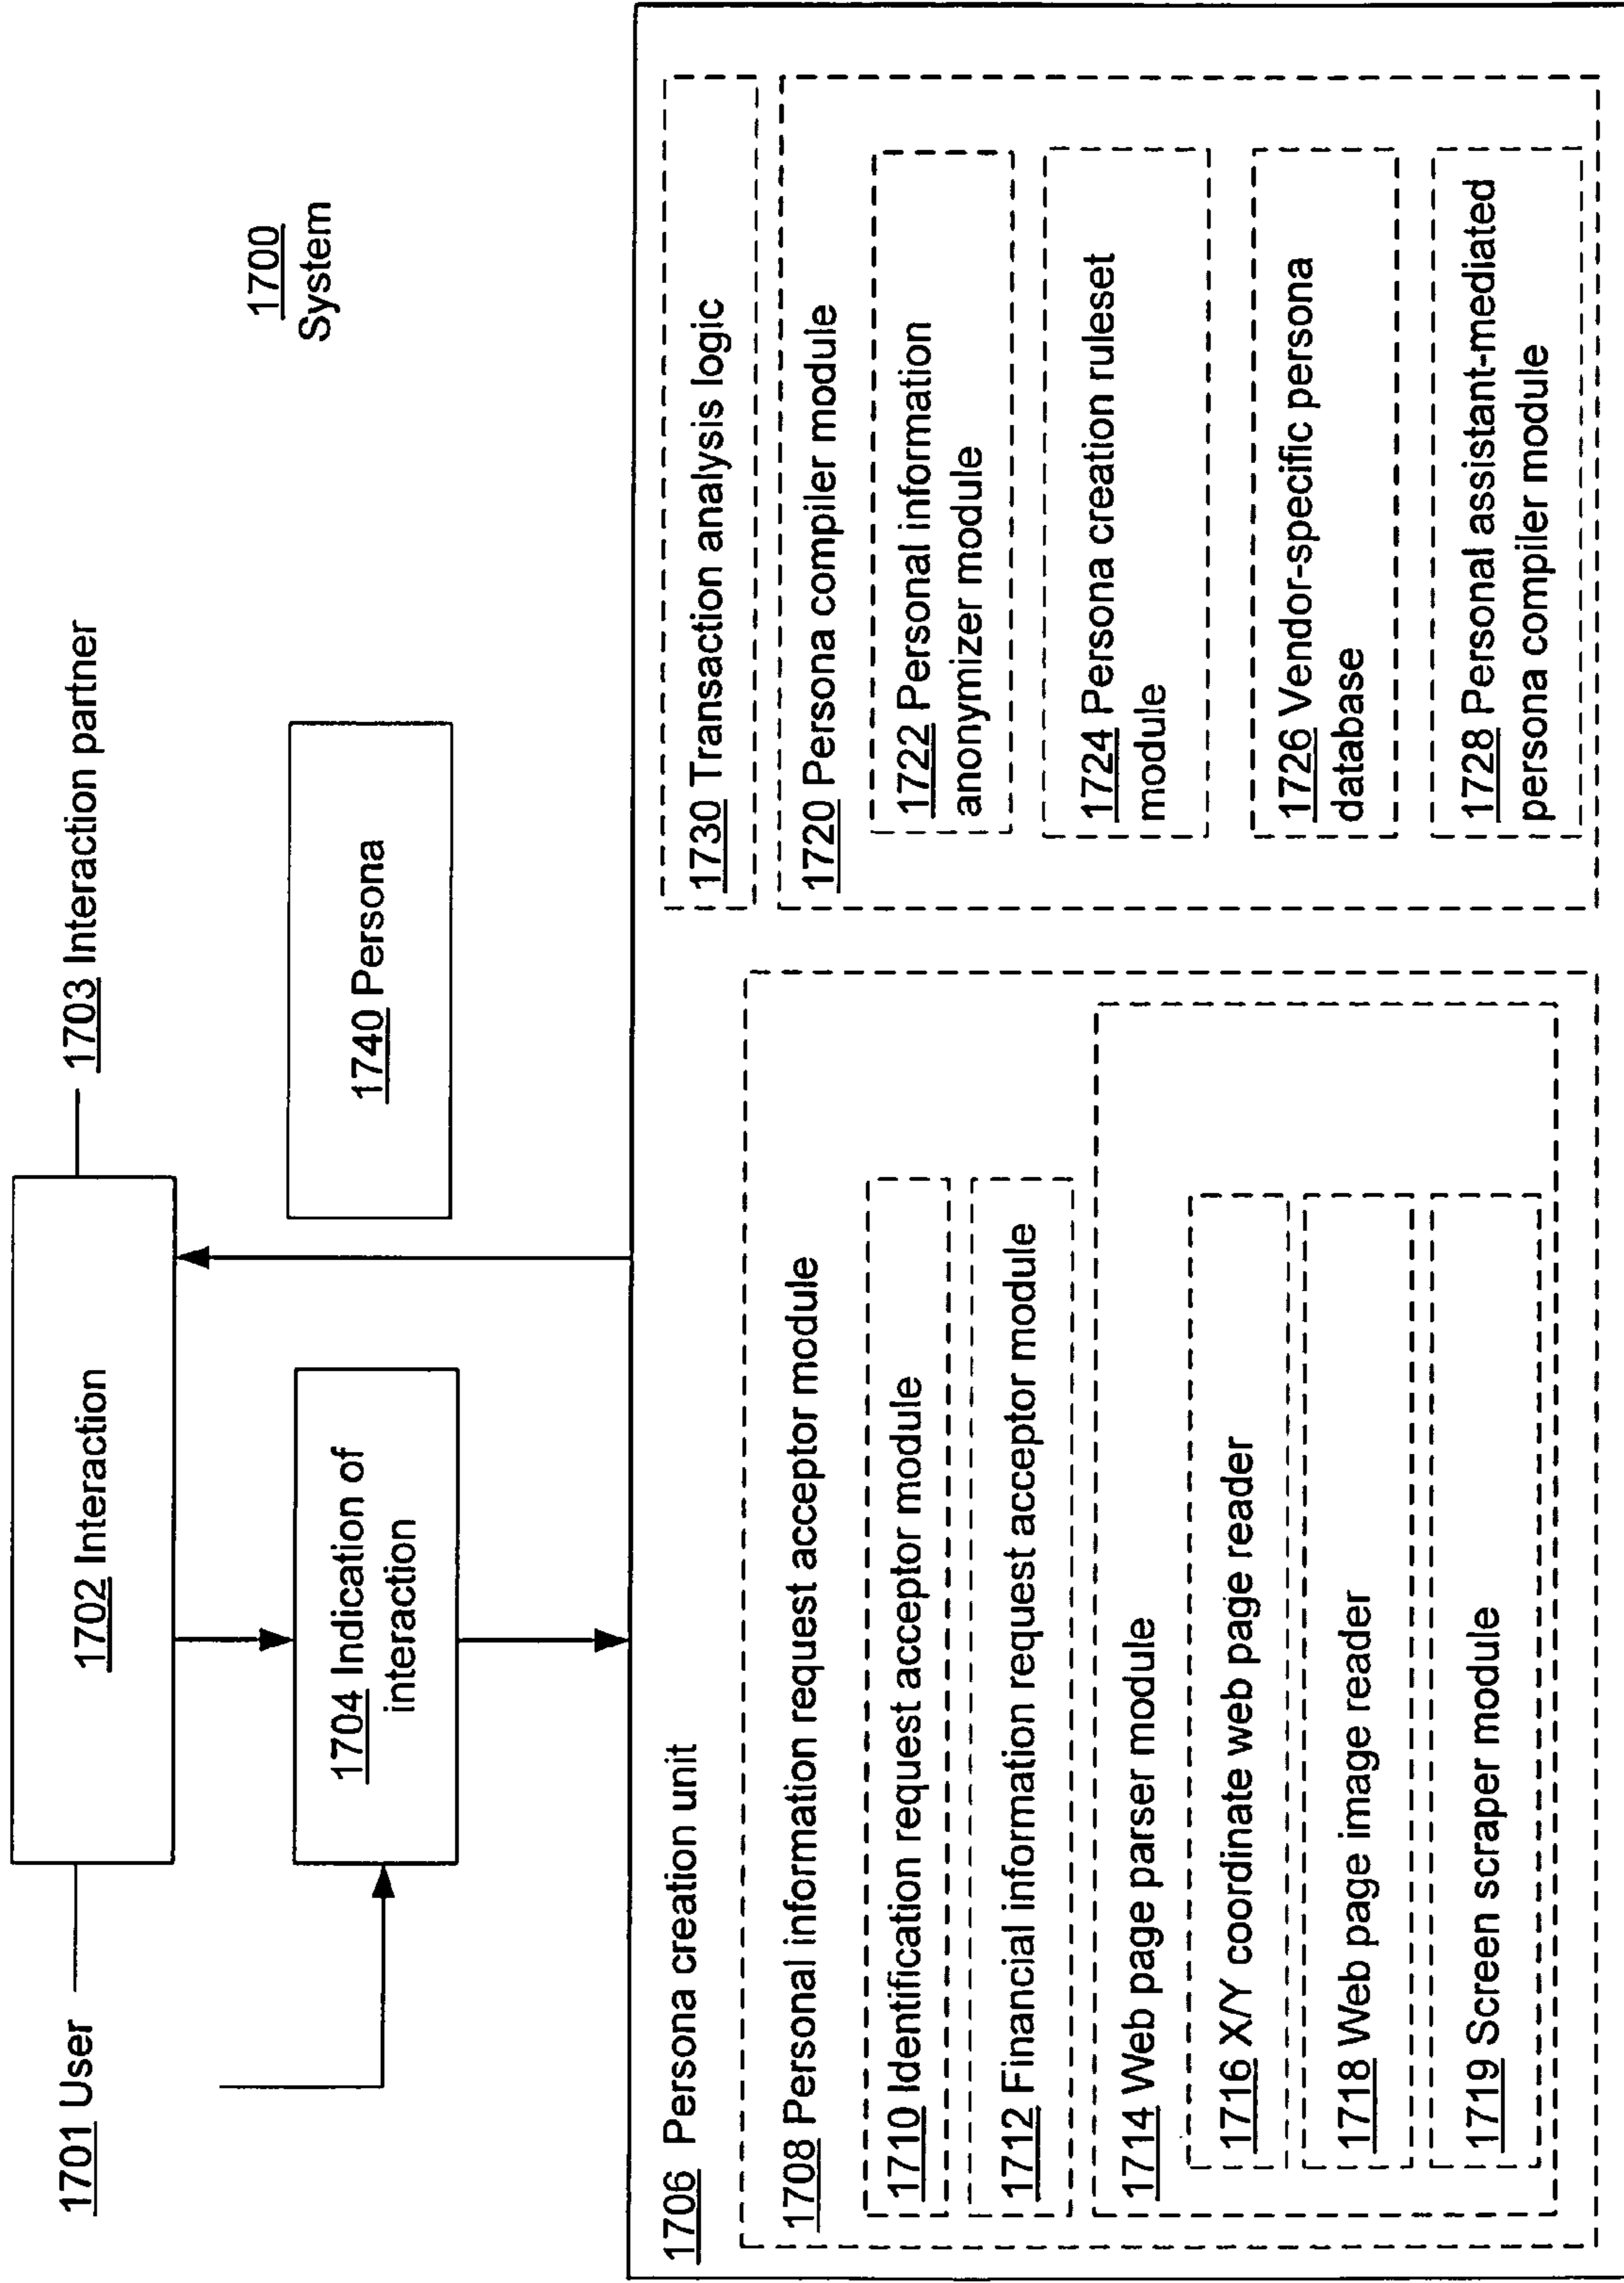 1700
System
1701 User
1702 Interaction
1703 Interaction partner
1704 Indication of
interaction
1740 Persona
1706 Persona creation unit
1708 Personal information request acceptor module
1710 Identification request acceptor module
1712 Financial information request acceptor module
1714 Web page parser module
1716 X/Y coordinate web page reader
1718 Web page image reader
1719 Screen scraper module
1730 Transaction analysis logic
1720 Persona compiler module
1722 Personal information
anonymizer module
1724 Persona creation ruleset
module
1726 Vendor-specific persona
database
1728 Personal assistant-mediated
persona compiler module